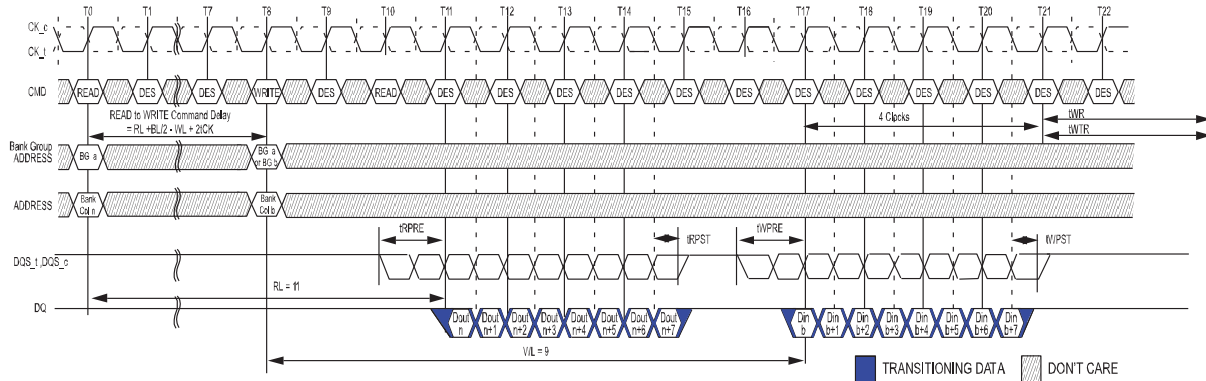 T0 T1 T7 T8 T9 T10 T11 T12 T13 T14 T15 T16 T17 T18 T19 T20 T21 T22
CK_c
CK_t
CMD READ DES DES WRITE DES READ DES DES DES DES DES DES DES DES DES DES DES DES
READ to WRITE Command Delay
= RL +BL/2 - WL + 2tCK
4 Clocks
tWR
tWTR
Bank Group
ADDRESS
BG a
BG a
or BG b
ADDRESS
Bank
Col n
Bank
Col b
tRPRE
tRPST
tWPRE
tWPST
DQS_t ,DQS_c
RL = 11
DQ
Dout n Dout n+1 Dout n+2 Dout n+3 Dout n+4 Dout n+5 Dout n+6 Dout n+7
Din b Din b+1 Din b+2 Din b+3 Din b+4 Din b+5 Din b+6 Din b+7
WL = 9
TRANSITIONING DATA
DON'T CARE